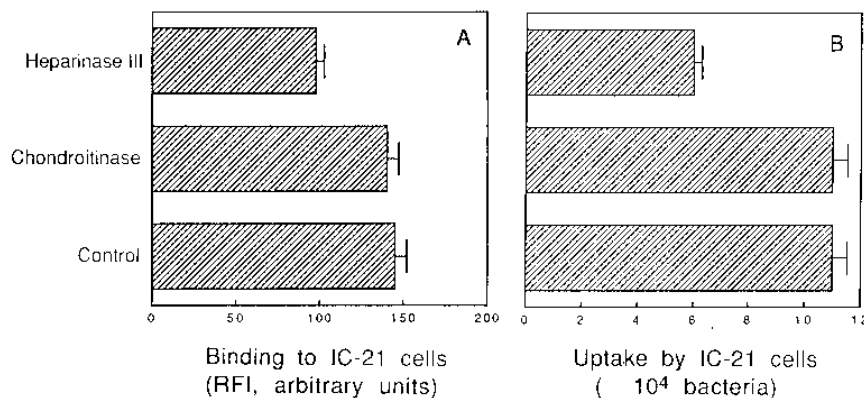 A
B
Heparinase III
Chondroitinase
Control
0 50 100 150 200
0 2 4 6 8 10 12
Binding to IC-21 cells
(RFI, arbitrary units)
Uptake by IC-21 cells
( 10⁴ bacteria)